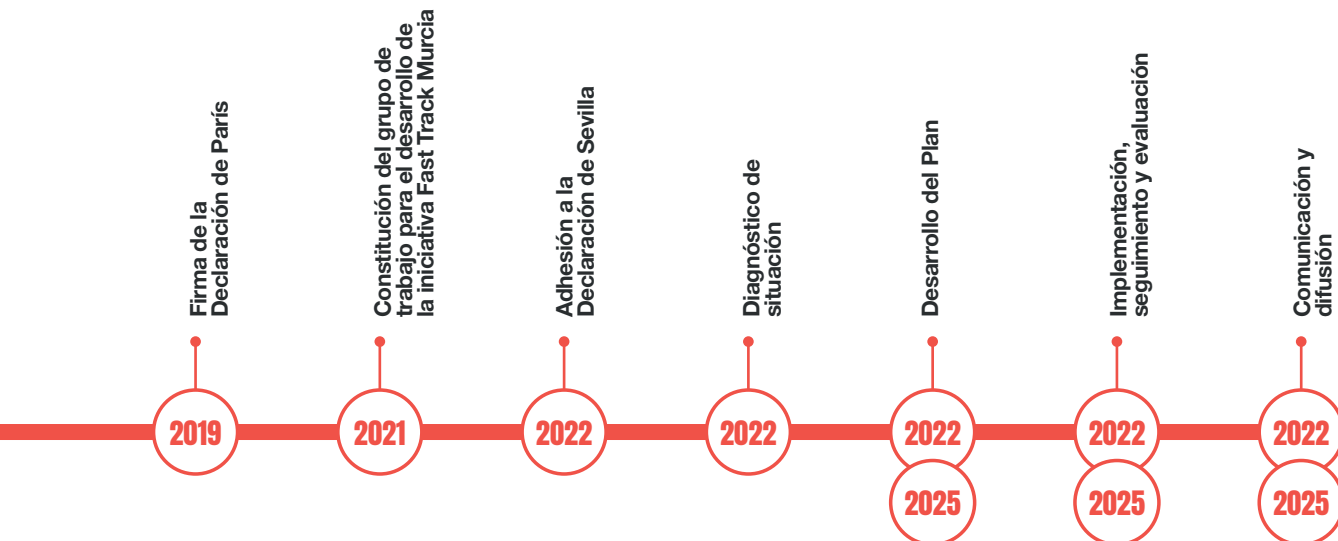 Firma de la
Declaración de París
Constitución del grupo de
trabajo para el desarrollo de
la iniciativa Fast Track Murcia
Adhesión a la
Declaración de Sevilla
Diagnóstico de
situación
Desarrollo del Plan
Implementación,
seguimiento y evaluación
Comunicación y
difusión
2019
2021
2022
2022
2022
2022
2022
2025
2025
2025